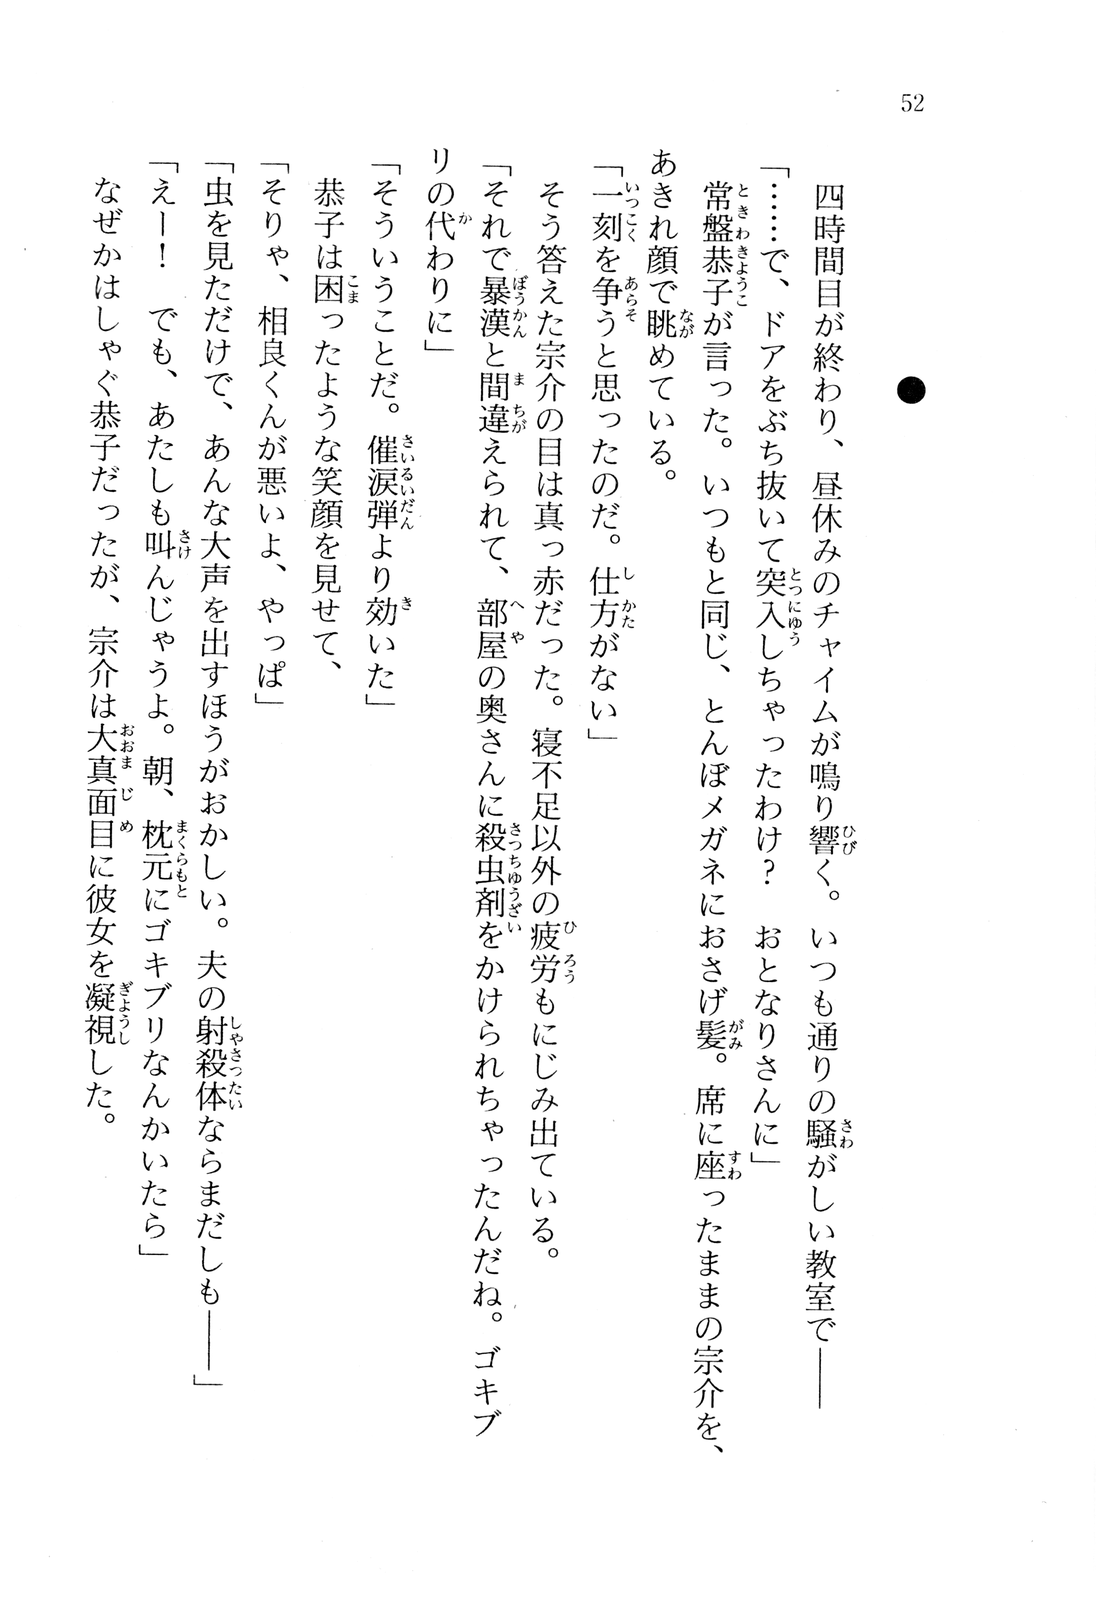 52
●
四時間目が終わり、昼休みのチャイムが鳴り響く。いつも通りの騒がしい教室で――
「……で、ドアをぶち抜いて突入しちゃったわけ？　おとなりさんに」
常盤恭子が言った。いつもと同じ、とんぼメガネにおさげ髪。席に座ったままの宗介を、
あきれ顔で眺めている。
「一刻を争うと思ったのだ。仕方がない」
そう答えた宗介の目は真っ赤だった。寝不足以外の疲労もにじみ出ている。
「それで暴漢と間違えられて、部屋の奥さんに殺虫剤をかけられちゃったんだね。ゴキブ
リの代わりに」
「そういうことだ。催涙弾より効いた」
恭子は困ったような笑顔を見せて、
「そりゃ、相良くんが悪いよ、やっぱ」
「虫を見ただけで、あんな大声を出すほうがおかしい。夫の射殺体ならまだしも――」
「えー！　でも、あたしも叫んじゃうよ。朝、枕元にゴキブリなんかいたら」
なぜかはしゃぐ恭子だったが、宗介は大真面目に彼女を凝視した。